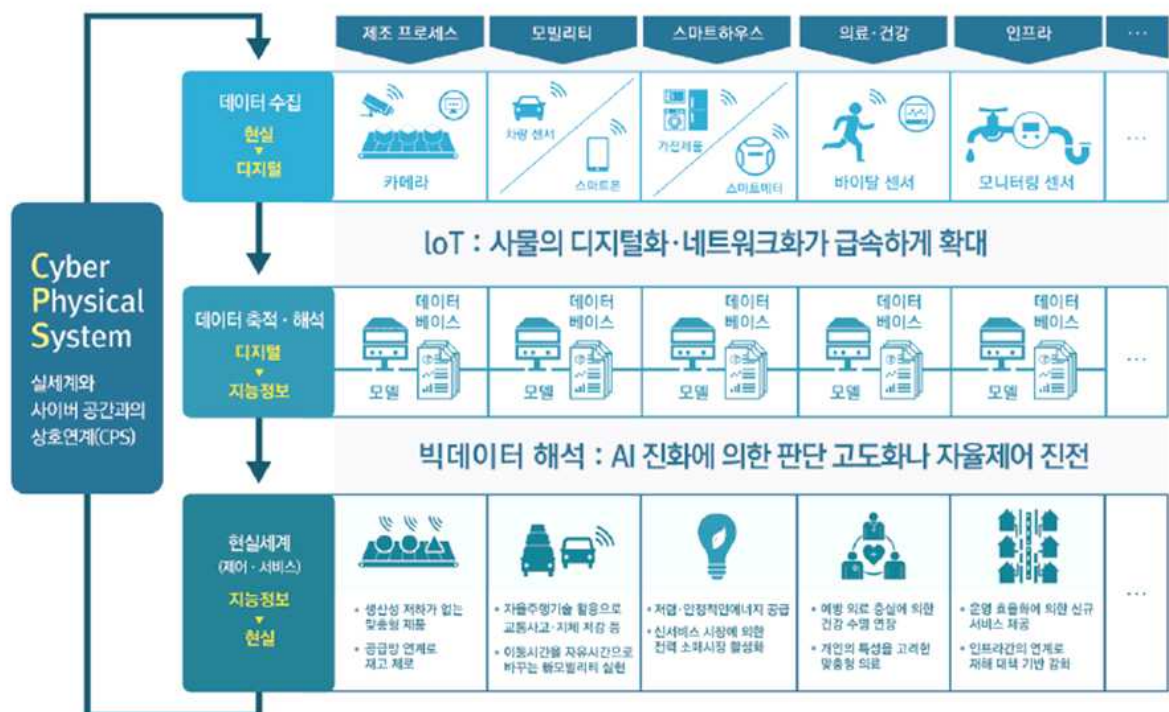 제조 프로세스
모빌리티
스마트하우스
의료·건강
인프라
...
데이터 수집
현실
디지털
카메라
차량 센서
스마트폰
가전제품
스마트메터
바이탈 센서
모니터링 센서
...
IoT : 사물의 디지털화·네트워크화가 급속하게 확대
Cyber
Physical
System
실세계와
사이버 공간과의
상호연계(CPS)
데이터 축적·해석
디지털
지능정보
데이터
베이스
모델
데이터
베이스
모델
데이터
베이스
모델
데이터
베이스
모델
데이터
베이스
모델
...
빅데이터 해석 : AI 진화에 의한 판단 고도화나 자율제어 진전
현실세계
(제어·서비스)
지능정보
현실
• 생산성 저하가 없는
맞춤형 제품
• 공급망 연계로
재고 제로
• 자율주행기술 활용으로
교통사고·지체 저감 등
• 이동시간을 자유시간으로
바꾸는 新모빌리티 실현
• 저렴·안정적인에너지 공급
• 신서비스 시장에 의한
전력 소매시장 활성화
• 예방 의료 충실에 의한
건강 수명 연장
• 개인의 특성을 고려한
맞춤형 의료
• 운영 효율화에 의한 신규
서비스 제공
• 인프라간의 연계로
재해 대책 기반 강화
...